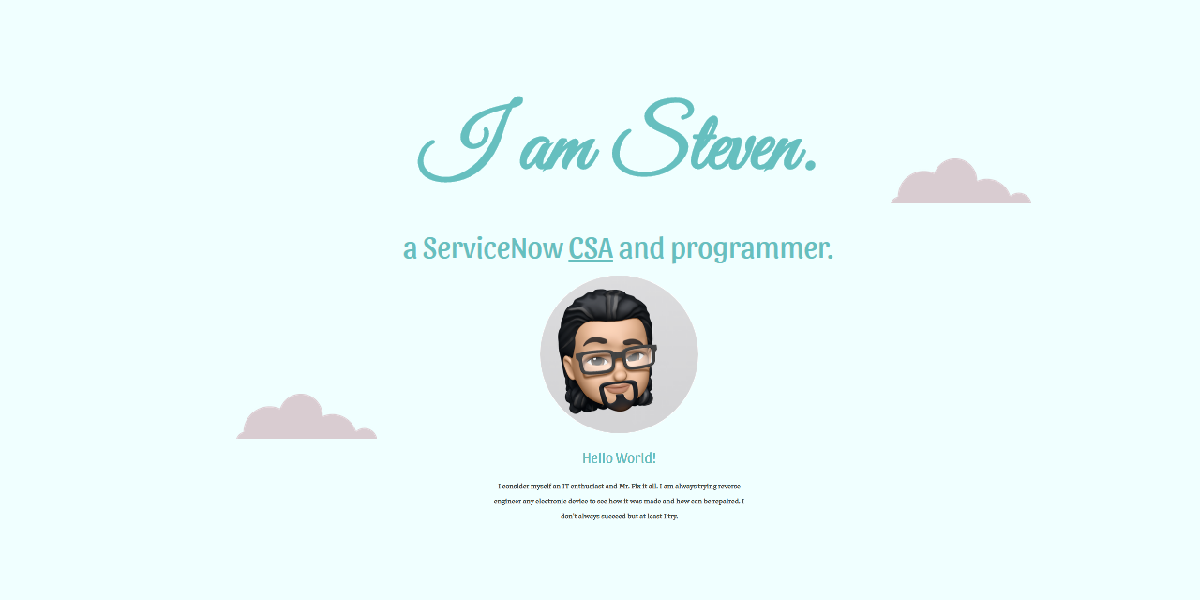 I am Steven.
a ServiceNow CSA and programmer.
Hello World!
I consider myself an IT enthusiast and Mr. Fix it all. I am always trying reverse
engineer any electronic device to see how it was made and how can be repaired. I
don't always succeed but at least I try.